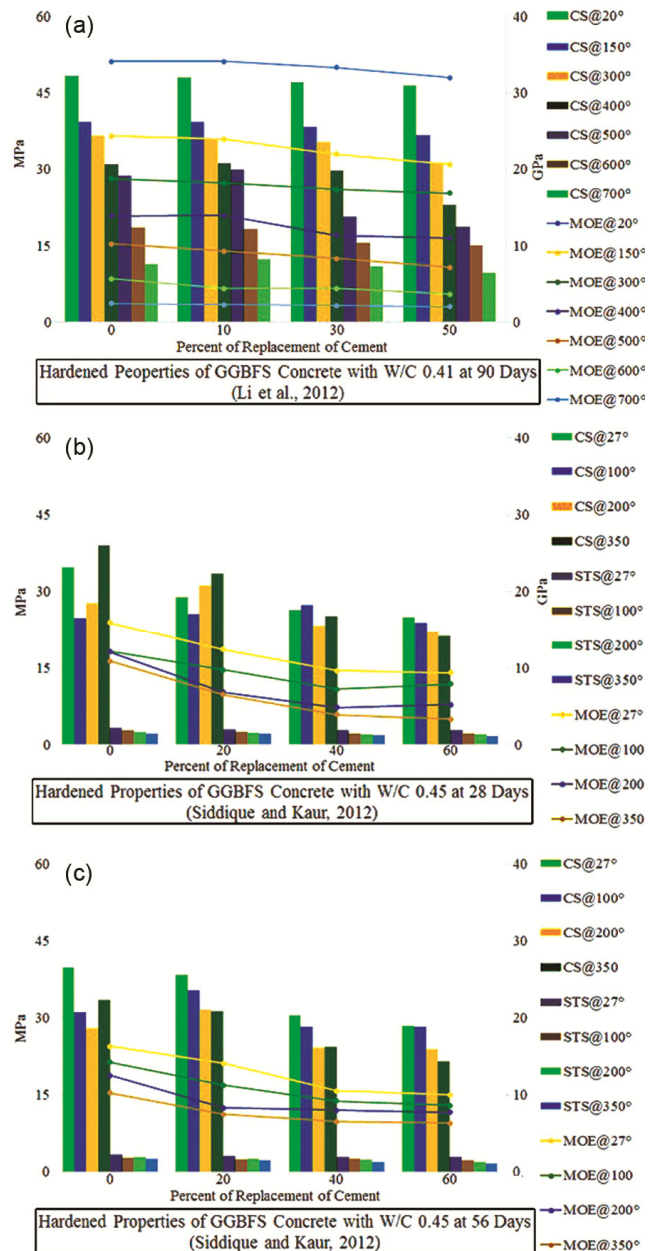 (a)
60
45
30
15
0
MPa
40
30
20
10
0
GPa
0 10 30 50
Percent of Replacement of Cement
Hardened Peoperties of GGBFS Concrete with W/C 0.41 at 90 Days
(Li et al., 2012)
CS@20°
CS@150°
CS@300°
CS@400°
CS@500°
CS@600°
CS@700°
MOE@20°
MOE@150°
MOE@300°
MOE@400°
MOE@500°
MOE@600°
MOE@700°
(b)
60
45
30
15
0
MPa
40
30
20
10
0
GPa
0 20 40 60
Percent of Replacement of Cement
Hardened Properties of GGBFS Concrete with W/C 0.45 at 28 Days
(Siddique and Kaur, 2012)
CS@27°
CS@100°
CS@200°
CS@350
STS@27°
STS@100°
STS@200°
STS@350°
MOE@27°
MOE@100
MOE@200
MOE@350
(c)
60
45
30
15
0
MPa
40
30
20
10
0
0 20 40 60
Percent of Replacement of Cement
Hardened Properties of GGBFS Concrete with W/C 0.45 at 56 Days
(Siddique and Kaur, 2012)
CS@27°
CS@100°
CS@200°
CS@350
STS@27°
STS@100°
STS@200°
STS@350°
MOE@27°
MOE@100
MOE@200°
MOE@350°